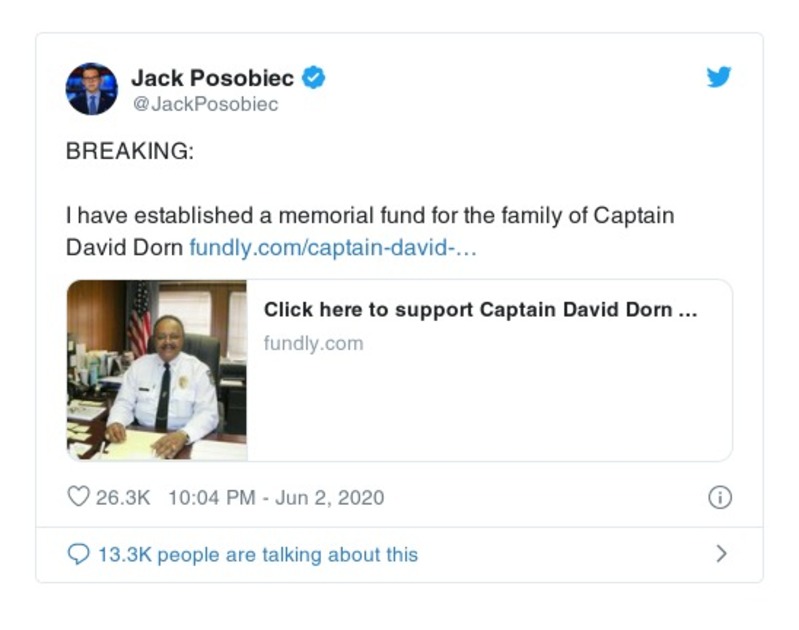 Jack Posobiec
@JackPosobiec
BREAKING:
I have established a memorial fund for the family of Captain
David Dorn fundly.com/captain-david-…
Click here to support Captain David Dorn ...
fundly.com
26.3K 10:04 PM - Jun 2, 2020
13.3K people are talking about this